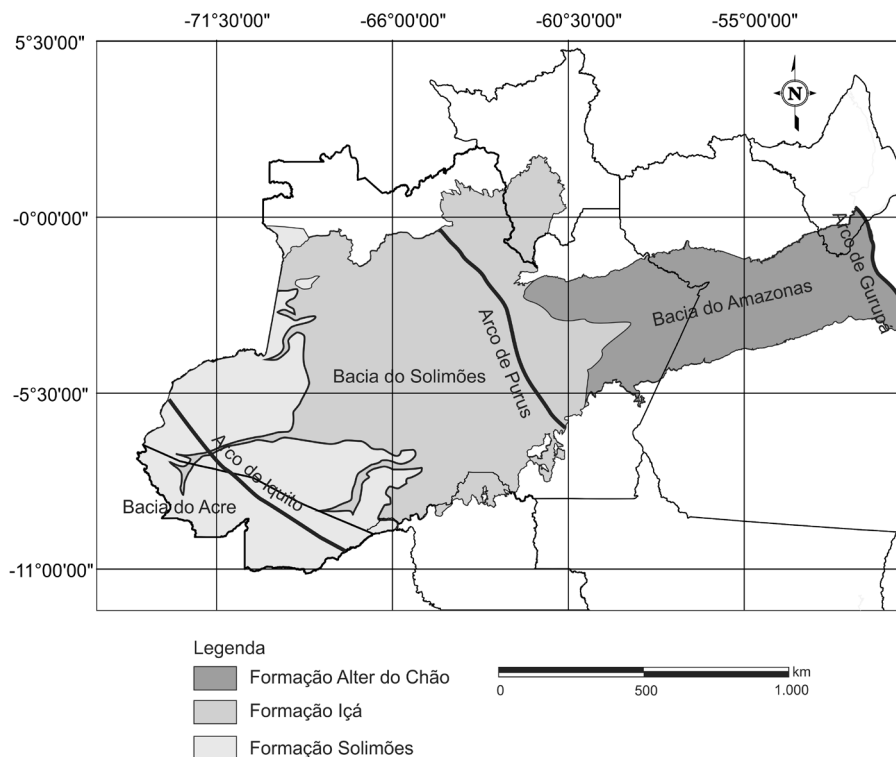 -71°30'00" -66°00'00" -60°30'00" -55°00'00"
5°30'00"
N
-0°00'00"
Arco de Gurupa
Bacia do Amazonas
Arco de Purus
Bacia do Solimões
-5°30'00"
Arco de Iquito
Bacia do Acre
-11°00'00"
Legenda
Formação Alter do Chão
Formação Içá
Formação Solimões
km
0 500 1.000